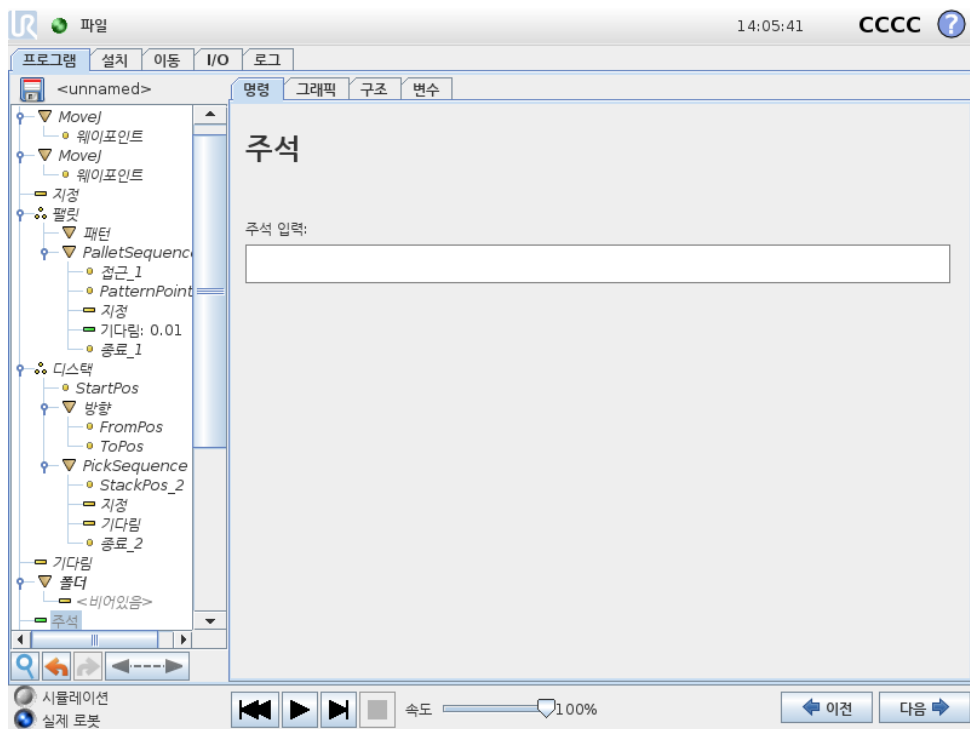 UR 파일 14:05:41 CCCC ?
프로그램 설치 이동 I/O 로그
<unnamed> 명령 그래픽 구조 변수
MoveJ
웨이포인트
MoveJ
웨이포인트
지정
팔릿
패턴
PalletSequenc
접근_1
PatternPoint
지정
기다림: 0.01
종료_1
디스택
StartPos
방향
FromPos
ToPos
PickSequence
StackPos_2
지정
기다림
종료_2
기다림
폴더
<비어있음>
주석
주석
주석 입력:
시뮬레이션
실제 로봇
속도 100% 이전 다음